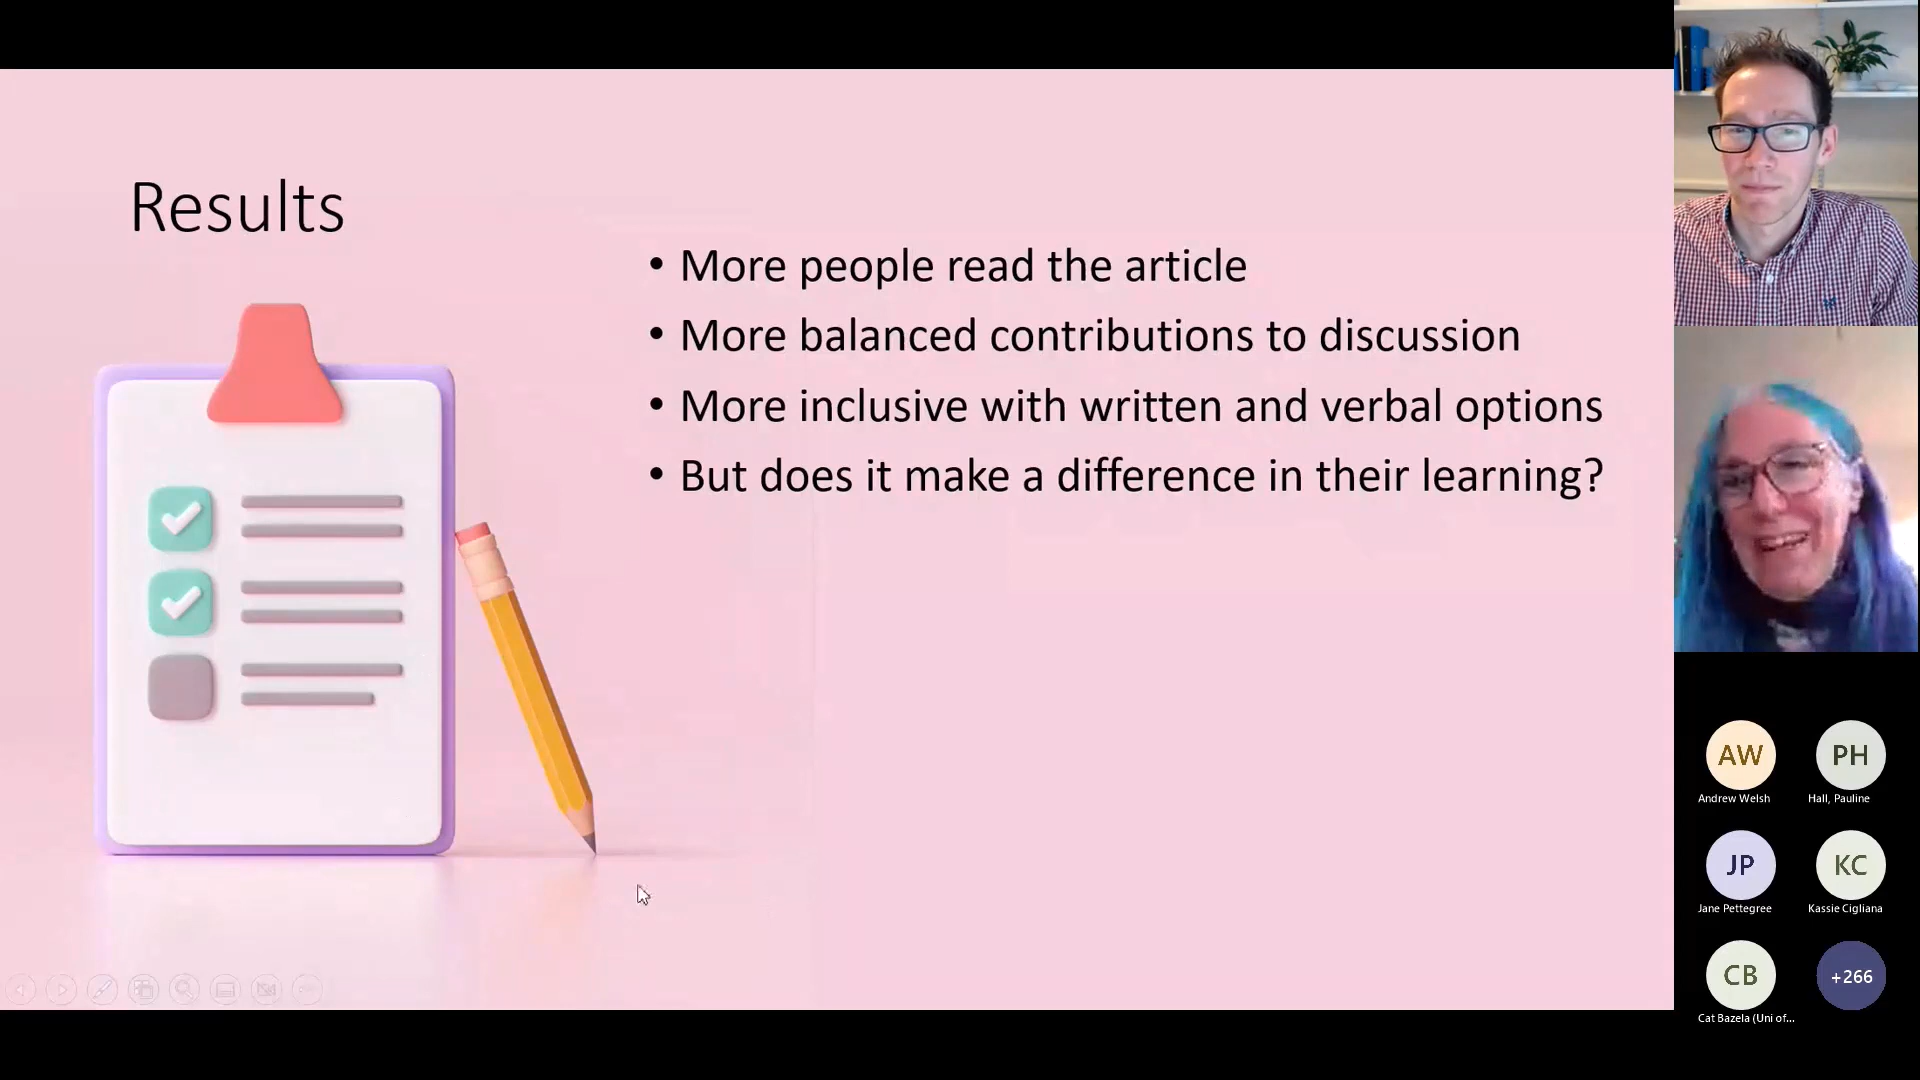 Results
• More people read the article
• More balanced contributions to discussion
• More inclusive with written and verbal options
• But does it make a difference in their learning?
AW
PH
Andrew Welsh
Hall, Pauline
JP
KC
Jane Pettegree
Kassie Cigliana
CB
+266
Cat Bazela (Uni of...